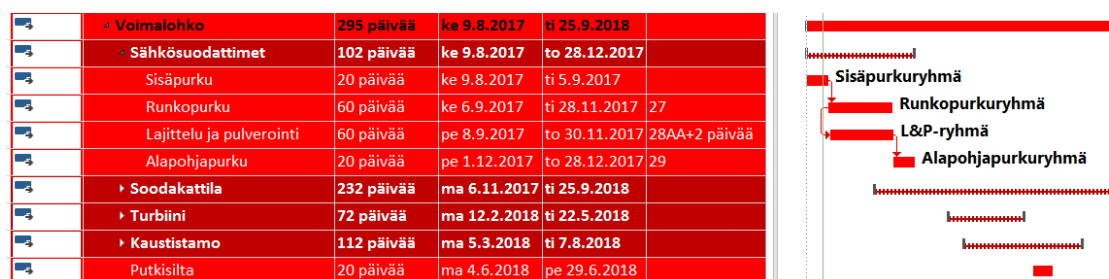 Voimalohko 295 päivää ke 9.8.2017 ti 25.9.2018
Sähkösuodattimet 102 päivää ke 9.8.2017 to 28.12.2017
Sisäpurku 20 päivää ke 9.8.2017 ti 5.9.2017 Sisäpurkuryhmä
Runkopurku 60 päivää ke 6.9.2017 ti 28.11.2017 27 Runkopurkuryhmä
Lajittelu ja pulverointi 60 päivää pe 8.9.2017 to 30.11.2017 28AA+2 päivää L&P-ryhmä
Alapohjapurku 20 päivää pe 1.12.2017 to 28.12.2017 29 Alapohjapurkuryhmä
Soodakattila 232 päivää ma 6.11.2017 ti 25.9.2018
Turbiini 72 päivää ma 12.2.2018 ti 22.5.2018
Kaustistamo 112 päivää ma 5.3.2018 ti 7.8.2018
Putkisilta 20 päivää ma 4.6.2018 pe 29.6.2018